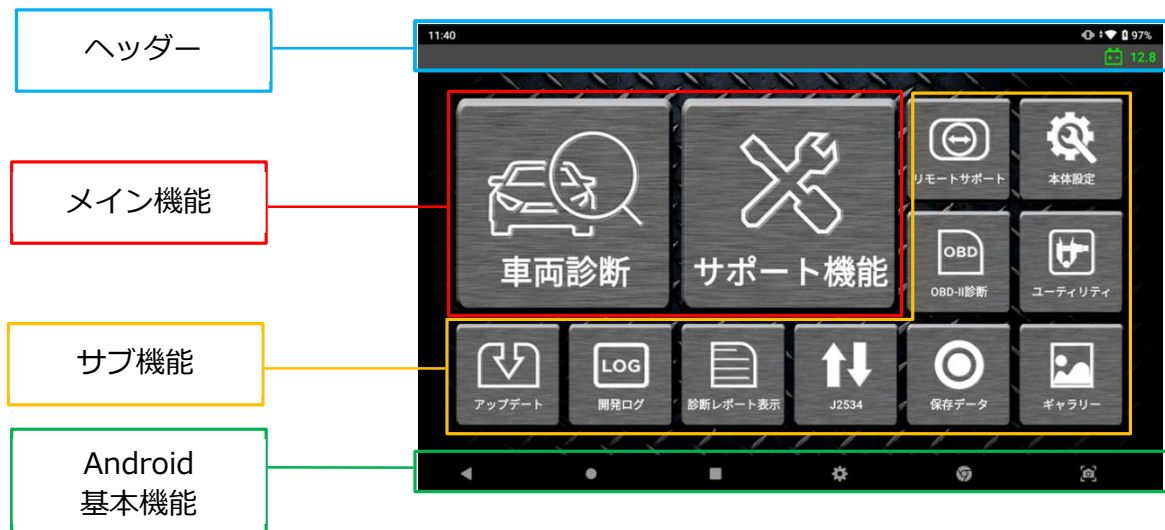 ヘッダー
メイン機能
サブ機能
Android
基本機能
11:40
97%
12.8
車両診断
サポート機能
リモートサポート
本体設定
OBD
OBD-II診断
ユーティリティ
アップデート
LOG
開発ログ
診断レポート表示
J2534
保存データ
ギャラリー